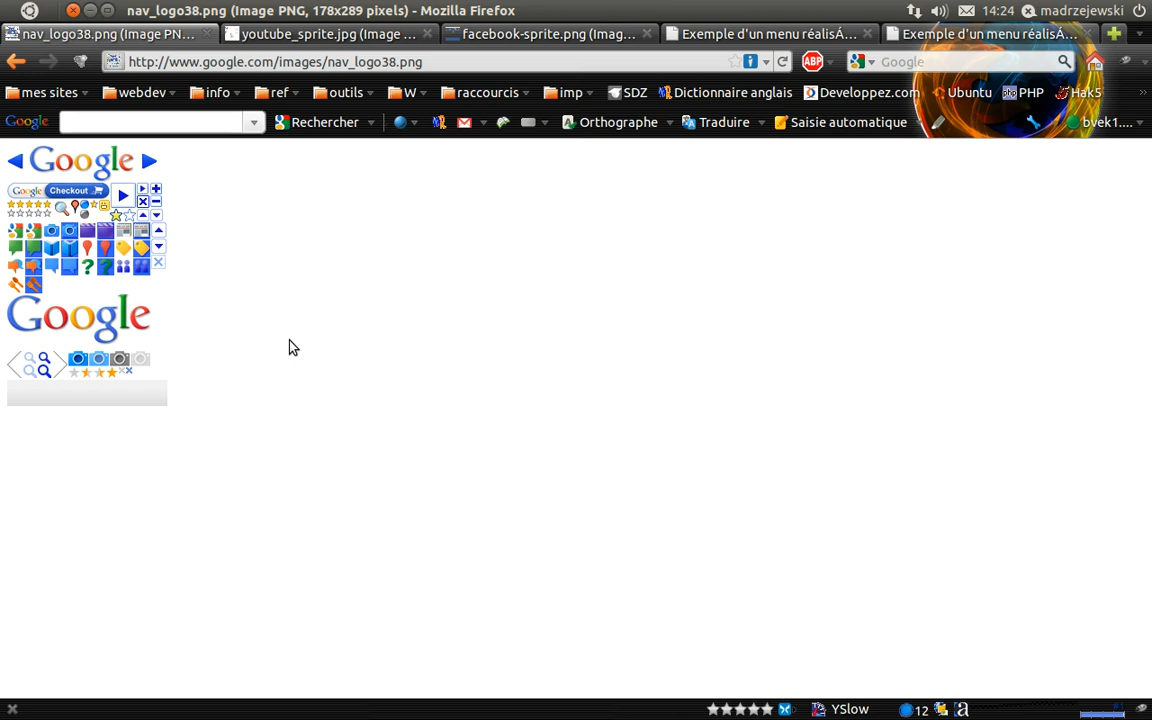 nav_logo38.png (Image PNG, 178x289 pixels) - Mozilla Firefox
14:24 madrzejewski
nav_logo38.png (Image PN... youtube_sprite.jpg (Image ... facebook-sprite.png (Imag... Exemple d'un menu réalisÃ... Exemple d'un menu réalisÃ...
http://www.google.com/images/nav_logo38.png
ABP
Google
mes sites webdev info ref outils W raccourcis imp SDZ Dictionnaire anglais Developpez.com Ubuntu php PHP Hak5
Google Rechercher Orthographe Traduire Saisie automatique bvek1....
Google
Google Checkout
Google
YSlow 12 a